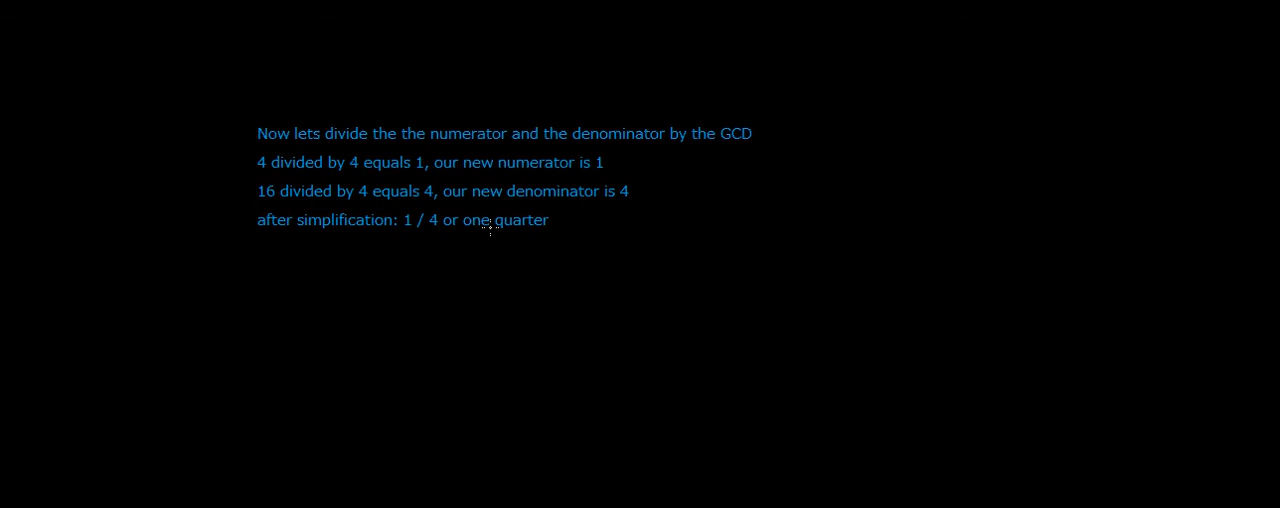 Now lets divide the the numerator and the denominator by the GCD
4 divided by 4 equals 1, our new numerator is 1
16 divided by 4 equals 4, our new denominator is 4
after simplification: 1 / 4 or one quarter